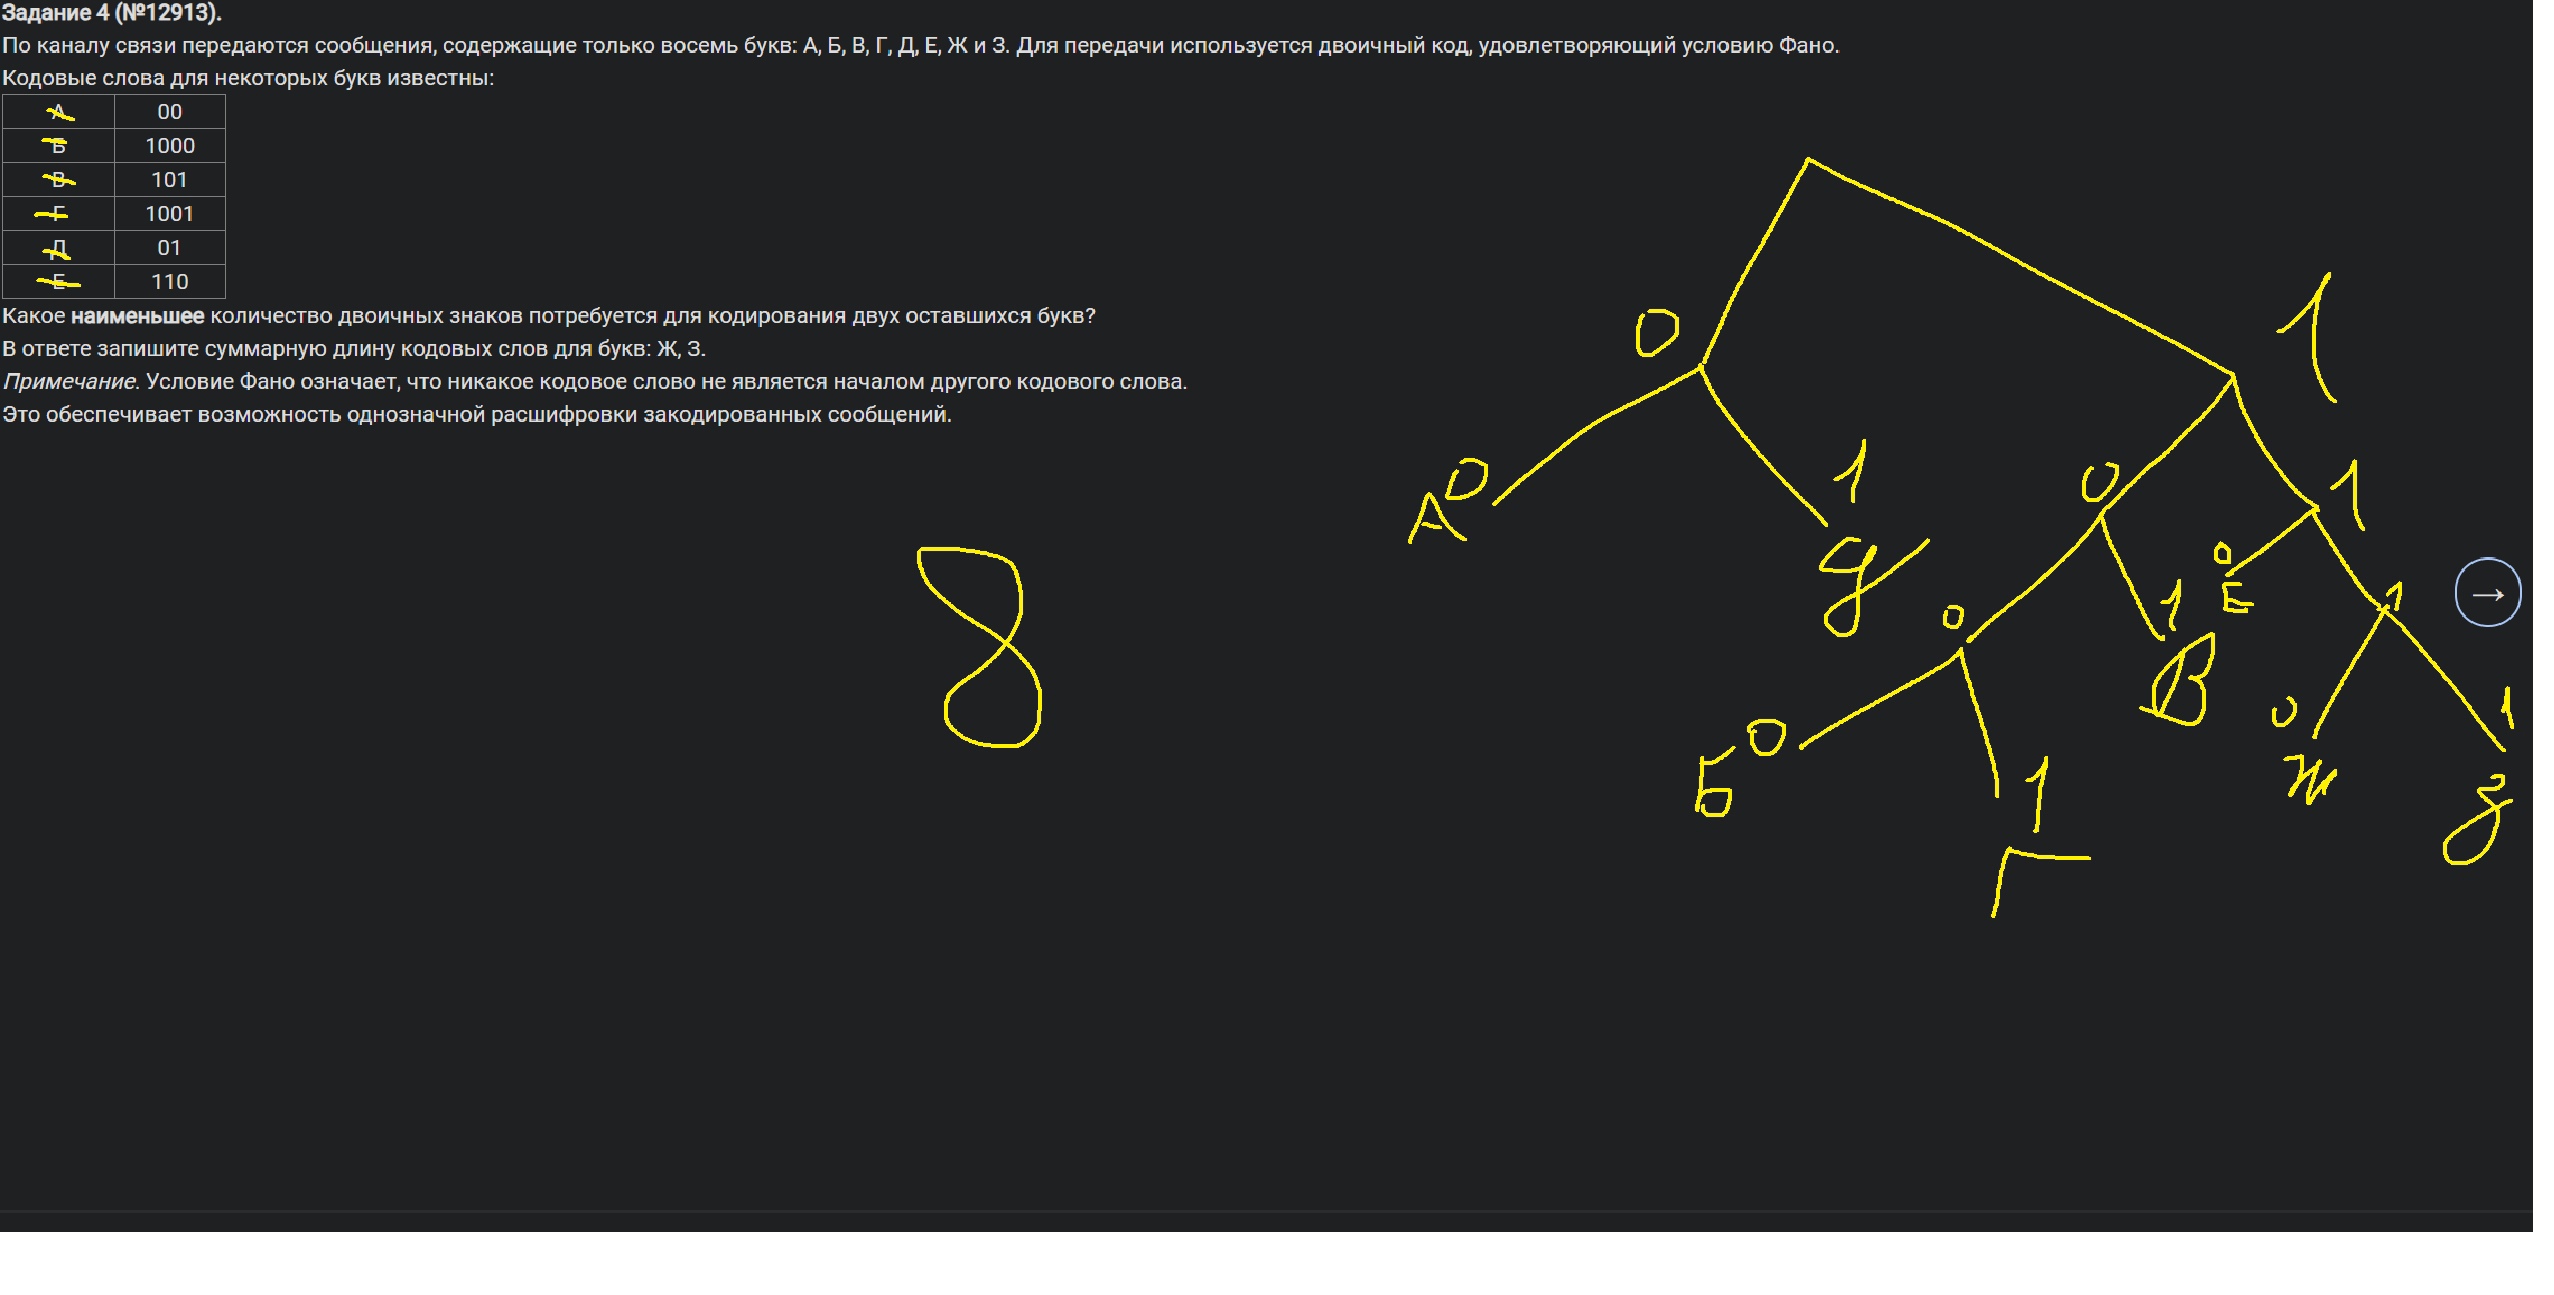 Задание 4 (№12913).
По каналу связи передаются сообщения, содержащие только восемь букв: А, Б, В, Г, Д, Е, Ж и З. Для передачи используется двоичный код, удовлетворяющий условию Фано.
Кодовые слова для некоторых букв известны:
А 00
Б 1000
В 101
Г 1001
Д 01
Е 110
Какое наименьшее количество двоичных знаков потребуется для кодирования двух оставшихся букв?
В ответе запишите суммарную длину кодовых слов для букв: Ж, З.
Примечание. Условие Фано означает, что никакое кодовое слово не является началом другого кодового слова.
Это обеспечивает возможность однозначной расшифровки закодированных сообщений.
0 1
А 0 1 0 1
Д 0 1 0 1
8
Е
В
Б 0 1 0 1
Ж З
Г
→